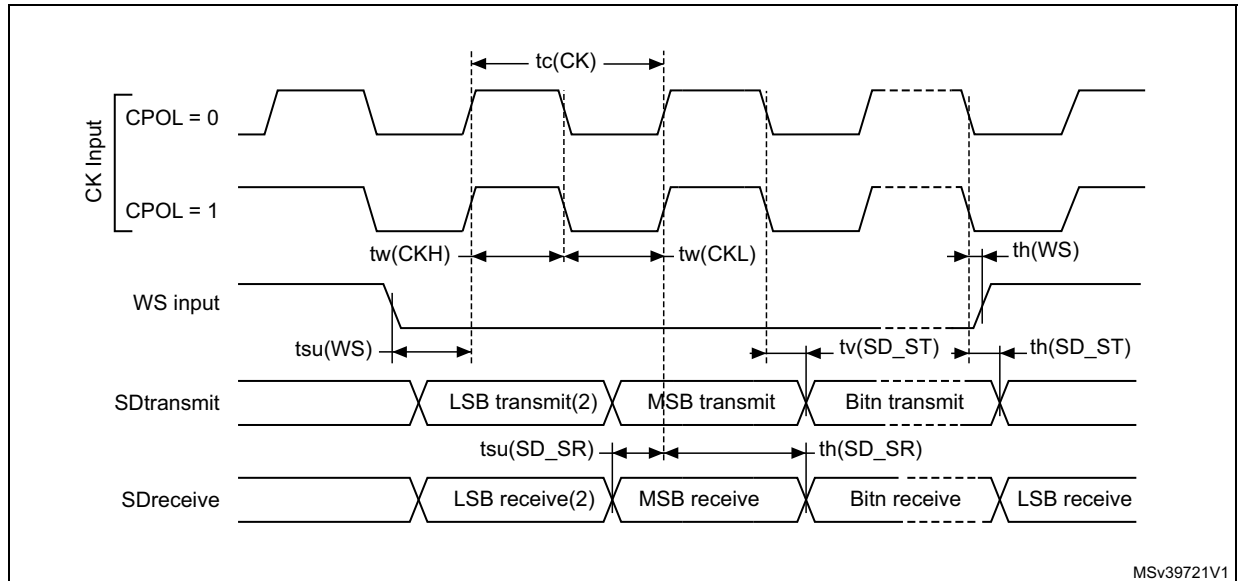 tc(CK)
CK Input
CPOL = 0
CPOL = 1
tw(CKH)
tw(CKL)
th(WS)
WS input
tsu(WS)
tv(SD_ST)
th(SD_ST)
SDtransmit
LSB transmit(2)
MSB transmit
Bitn transmit
tsu(SD_SR)
th(SD_SR)
SDreceive
LSB receive(2)
MSB receive
Bitn receive
LSB receive
MSv39721V1